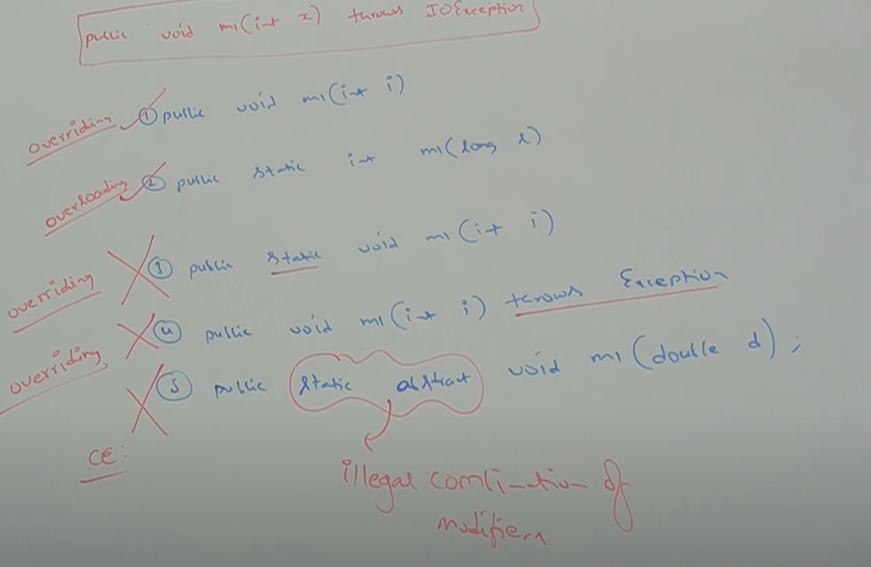 public void m1(int x) throws IOException
overriding ① public void m1(int i)
overloading ② public static int m1(long l)
overriding ③ public static void m1(int i)
overriding ④ public void m1(int i) throws Exception
⑤ public static abstract void m1(double d);
CE:
illegal combination of
modifiers